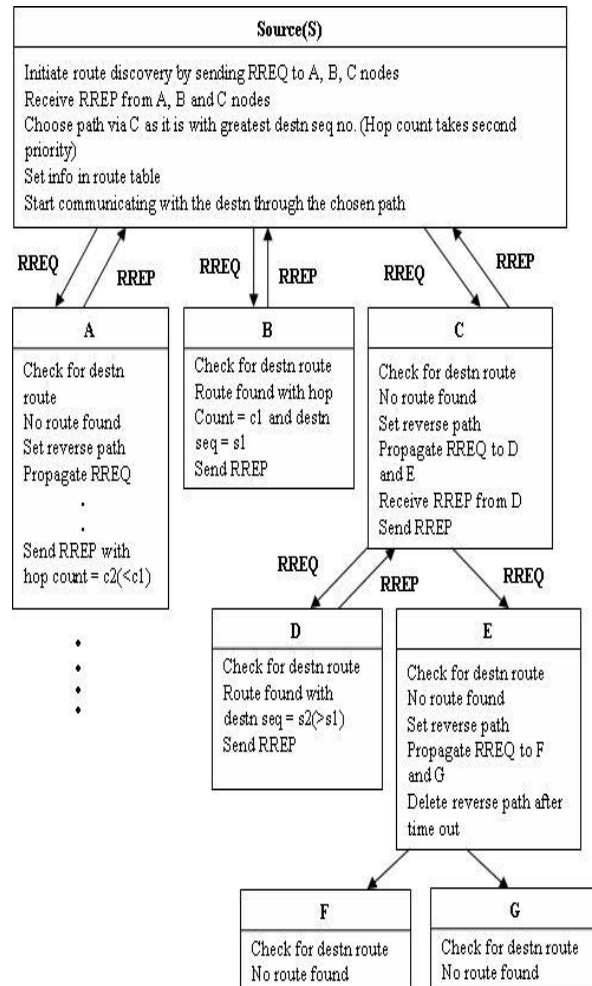 Source(S)
Initiate route discovery by sending RREQ to A, B, C nodes
Receive RREP from A, B and C nodes
Choose path via C as it is with greatest destn seq no. (Hop count takes second
priority)
Set info in route table
Start communicating with the destn through the chosen path
RREQ
RREP
RREQ
RREP
RREQ
RREP
A
Check for destn
route
No route found
Set reverse path
Propagate RREQ
.
.
Send RREP with
hop count = c2(<c1)
B
Check for destn route
Route found with hop
Count = c1 and destn
seq = s1
Send RREP
C
Check for destn route
No route found
Set reverse path
Propagate RREQ to D
and E
Receive RREP from D
Send RREP
RREQ
RREP
RREQ
D
Check for destn route
Route found with
destn seq = s2(>s1)
Send RREP
E
Check for destn route
No route found
Set reverse path
Propagate RREQ to F
and G
Delete reverse path after
time out
F
Check for destn route
No route found
G
Check for destn route
No route found